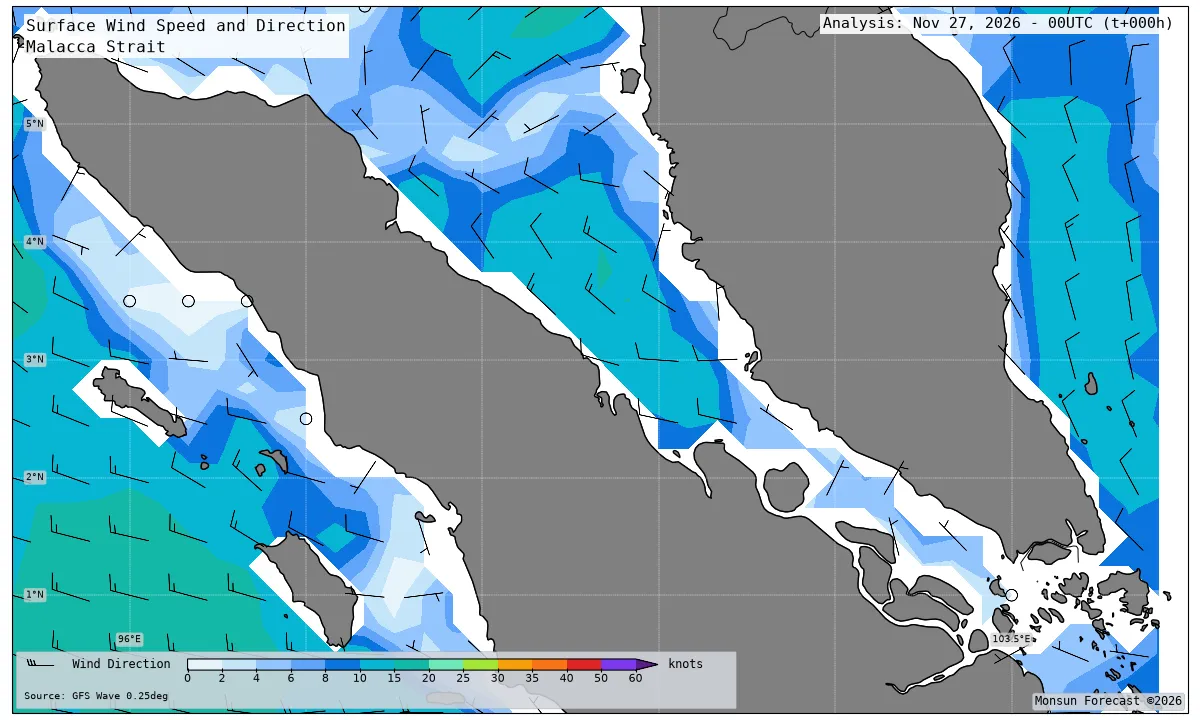 Surface Wind Speed and Direction
Malacca Strait
Analysis: Nov 27, 2026 - 00UTC (t+000h)
5°N
4°N
3°N
2°N
1°N
96°E
103.5°E
Wind Direction
0 2 4 6 8 10 12 15 20 25 30 35 40 50 60
knots
Source: GFS Wave 0.25deg
Monsun Forecast ©2026